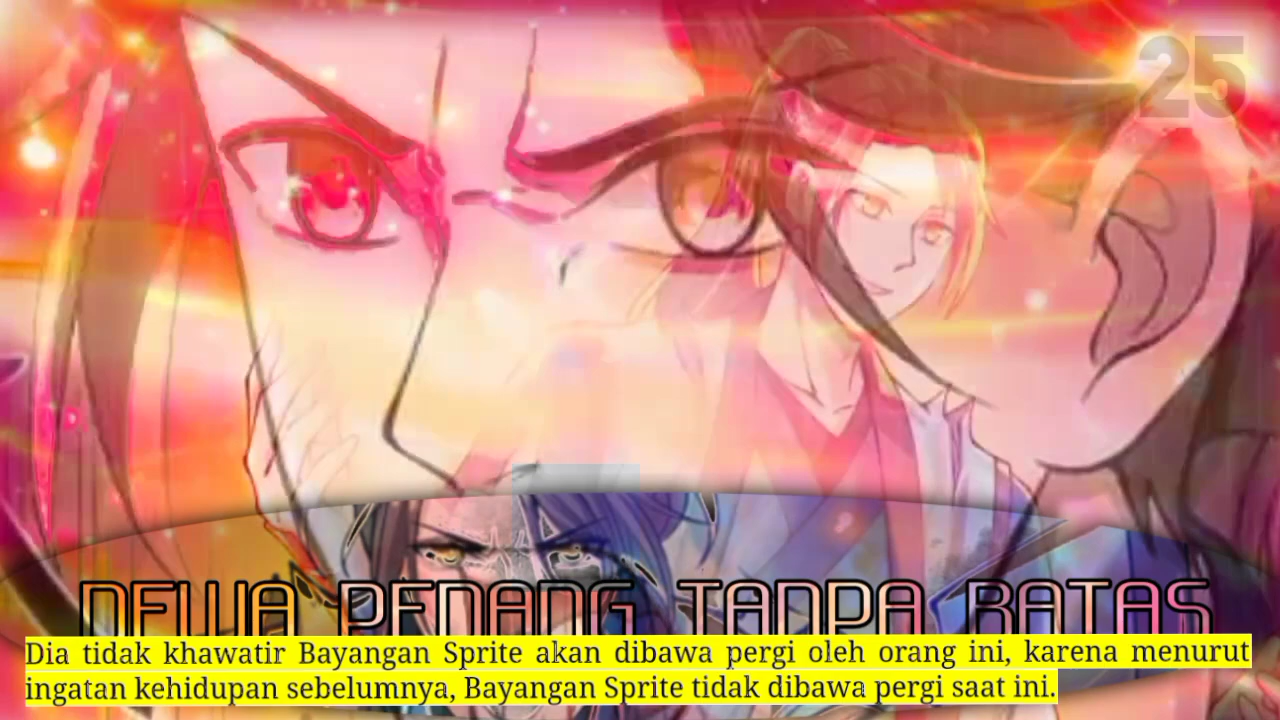 25
DEWA PEDANG TANPA BATAS
Dia tidak khawatir Bayangan Sprite akan dibawa pergi oleh orang ini, karena menurut
ingatan kehidupan sebelumnya, Bayangan Sprite tidak dibawa pergi saat ini.